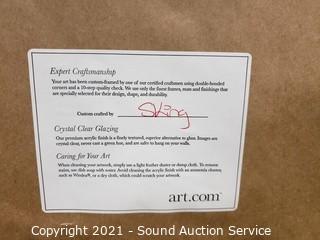 Expert Craftsmanship
Your art has been custom-framed by one of our certified craftsmen using double-bonded
corners and a 10-step quality check. We use only the finest frames, mats and finishings that
are specially selected for their design, shape, and durability.
Custom crafted by
Crystal Clear Glazing
Our premium acrylic finish is a finely textured, superior alternative to glass. Images are
crystal clear, never cast a green hue, and are safer to hang on your walls.
Caring for Your Art
When cleaning your artwork, simply use a light feather duster or damp cloth. To remove
stains, use dish soap with water. Avoid cleaning the acrylic finish with an ammonia cleaner,
such as Windex®, or a dry cloth, which could scratch your artwork.
art.com
Copyright 2021 - Sound Auction Service